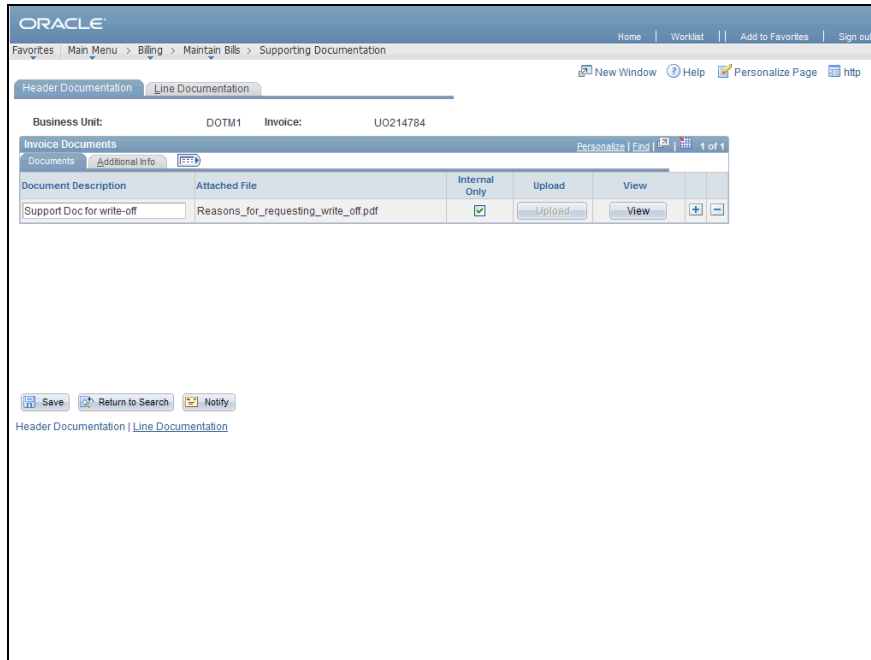 ORACLE
Home | Worklist || Add to Favorites | Sign out
Favorites Main Menu > Billing > Maintain Bills > Supporting Documentation
New Window Help Personalize Page http
Header Documentation Line Documentation
Business Unit: DOTM1 Invoice: UO214784
Invoice Documents Personalize | Find | 1 of 1
Documents Additional Info
Document Description Attached File Internal Only Upload View
Support Doc for write-off Reasons_for_requesting_write_off.pdf Upload View
Save Return to Search Notify
Header Documentation | Line Documentation